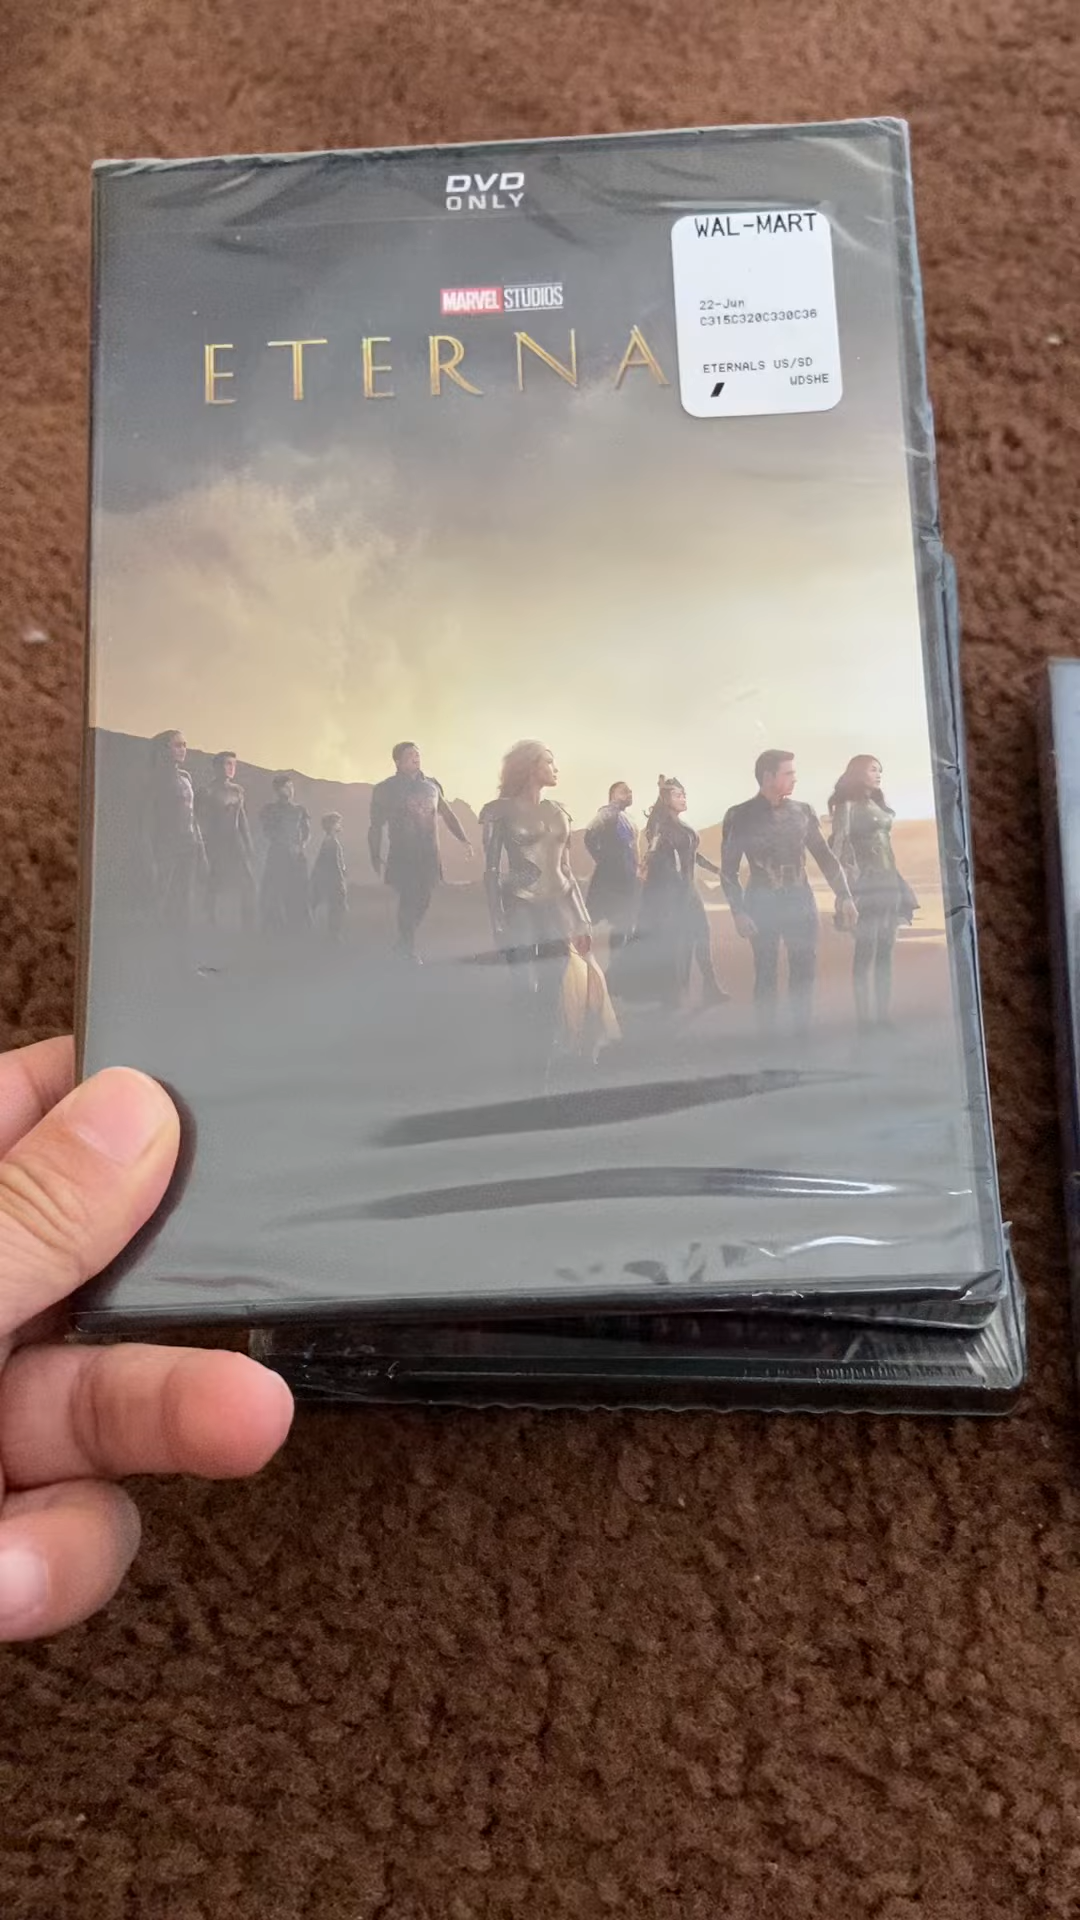 DVD
ONLY
WAL-MART
MARVEL STUDIOS
22-Jun
C315C320C330C36
ETERNA
ETERNALS US/SD
WDSHE